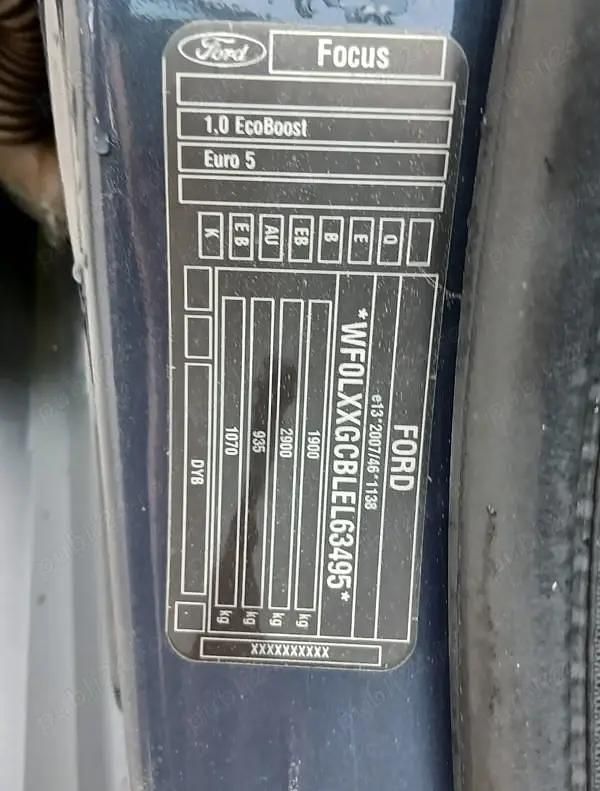 Ford
Focus
1,0 EcoBoost
Euro 5
K
E B
AU
EB
B
E
Q
FORD
e13*2007/46*1138
*WF0LXXGCBLEL63495*
1900 kg
2900 kg
935 kg
1070 kg
DYB
XXXXXXXXXX